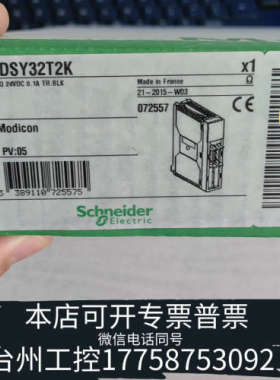 DSY32T2K
24VDC 0.1A TR.BLK
x1
Made in France
21-2015-W03
072557
Modicon
PV:05
389110 725575
Schneider
Electric
本店可开专票普票
微信电话同号
台州工控17758753092